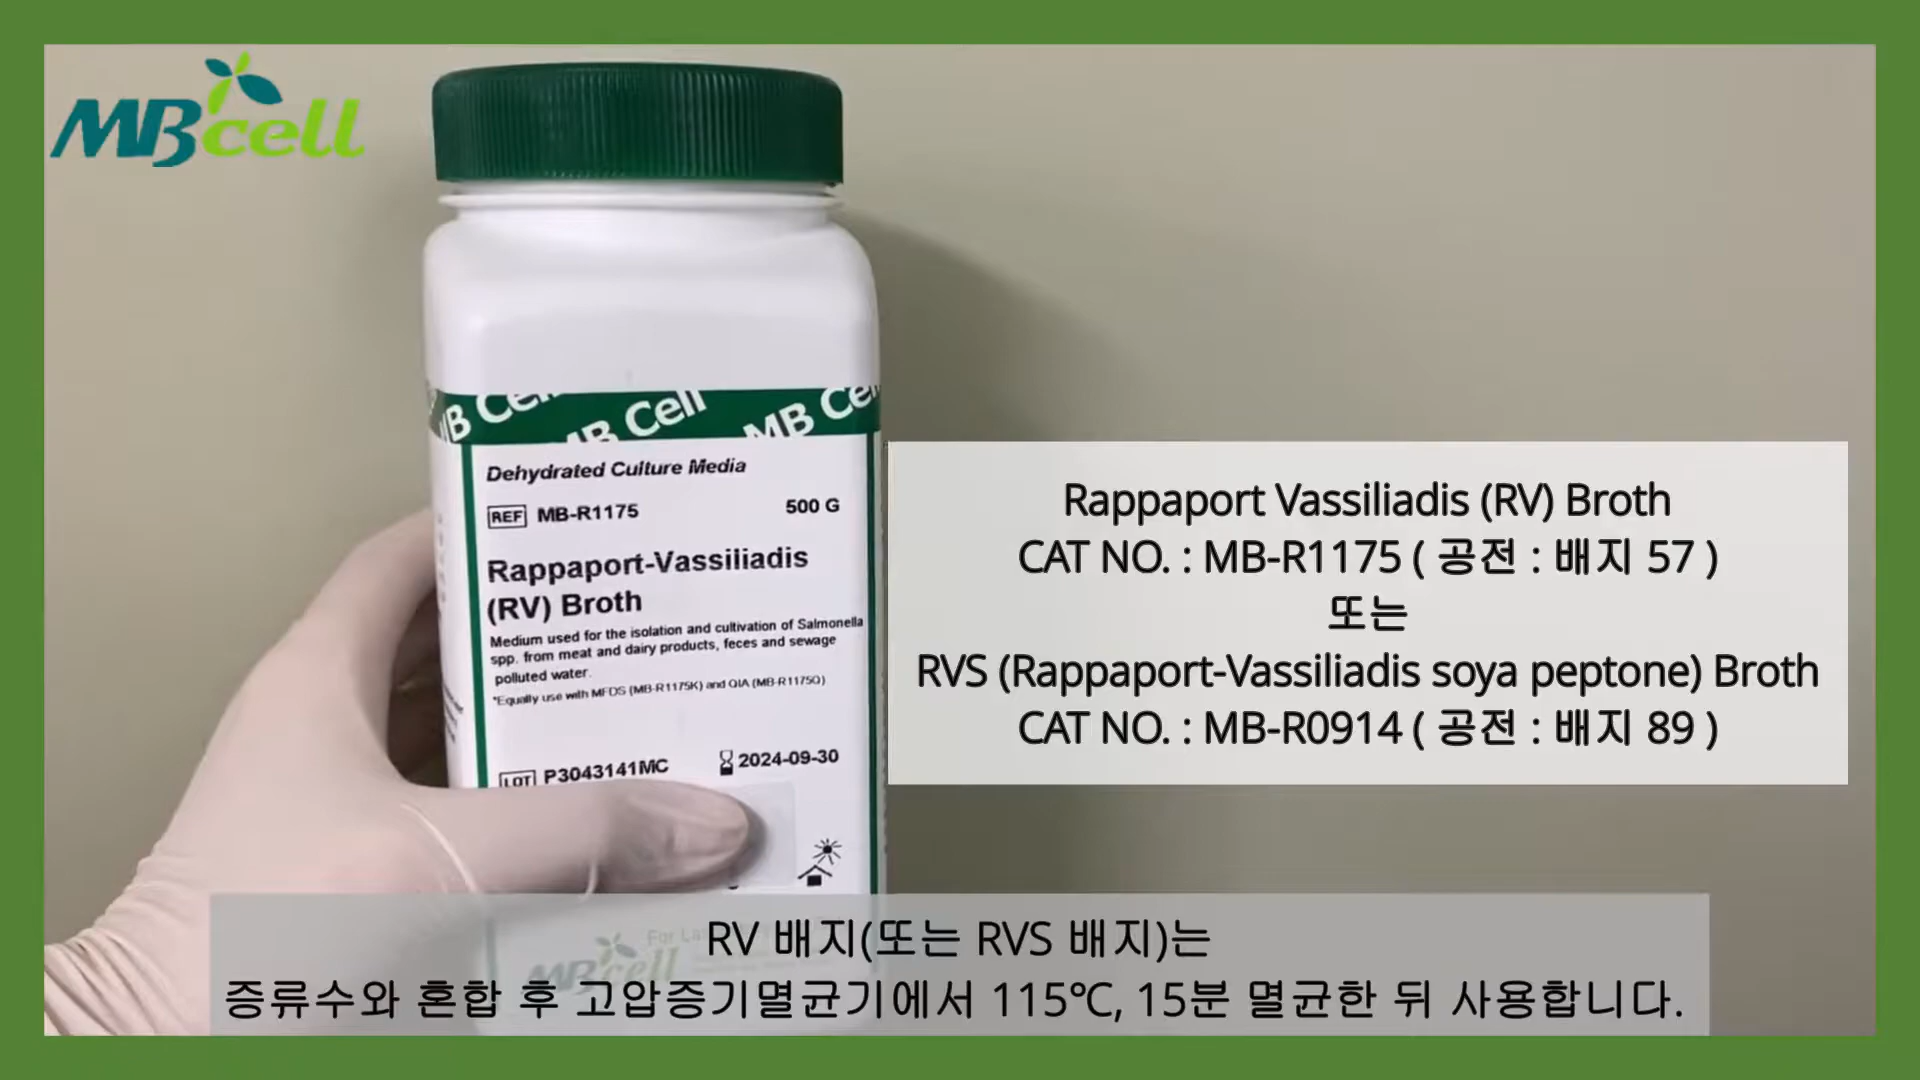 MBcell
MB Cell MB Cell MB Cell
Dehydrated Culture Media
REF MB-R1175 500 G
Rappaport-Vassiliadis
(RV) Broth
Medium used for the isolation and cultivation of Salmonella
spp. from meat and dairy products, feces and sewage
polluted water.
*Equally use with MFDS (MB-R1175K) and QIA (MB-R1175Q)
LOT P3043141MC 2024-09-30
Rappaport Vassiliadis (RV) Broth
CAT NO. : MB-R1175 ( 공전 : 배지 57 )
또는
RVS (Rappaport-Vassiliadis soya peptone) Broth
CAT NO. : MB-R0914 ( 공전 : 배지 89 )
For La
MBcell
RV 배지(또는 RVS 배지)는
증류수와 혼합 후 고압증기멸균기에서 115℃, 15분 멸균한 뒤 사용합니다.